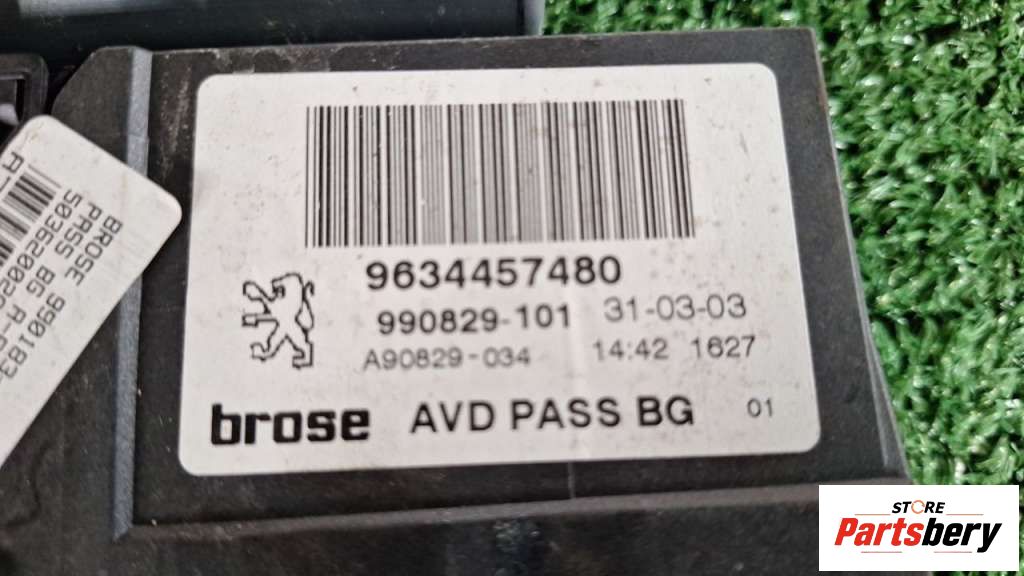 9634457480
990829-101 31-03-03
A90829-034 14:42 1627
brose AVD PASS BG 01
BROSE 990183-
PASS BG A-
STORE
Partsbery